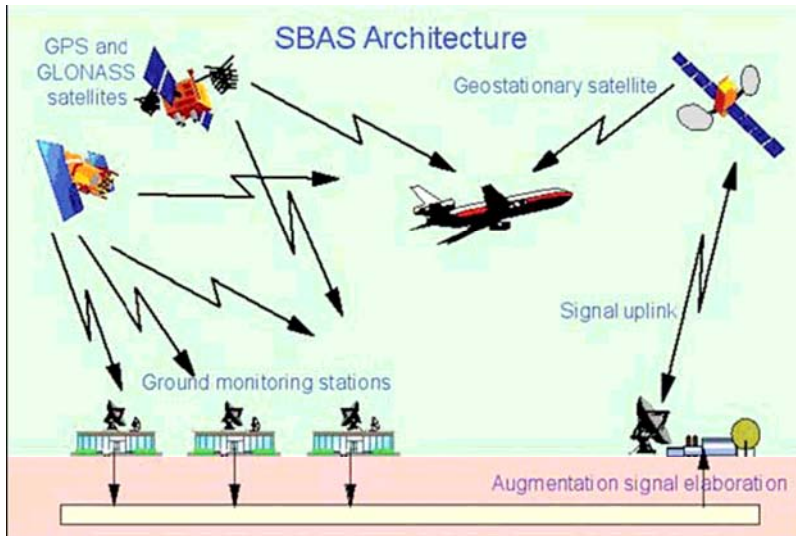 SBAS Architecture
GPS and
GLONASS
satellites
Geostationary satellite
Signal uplink
Ground monitoring stations
Augmentation signal elaboration